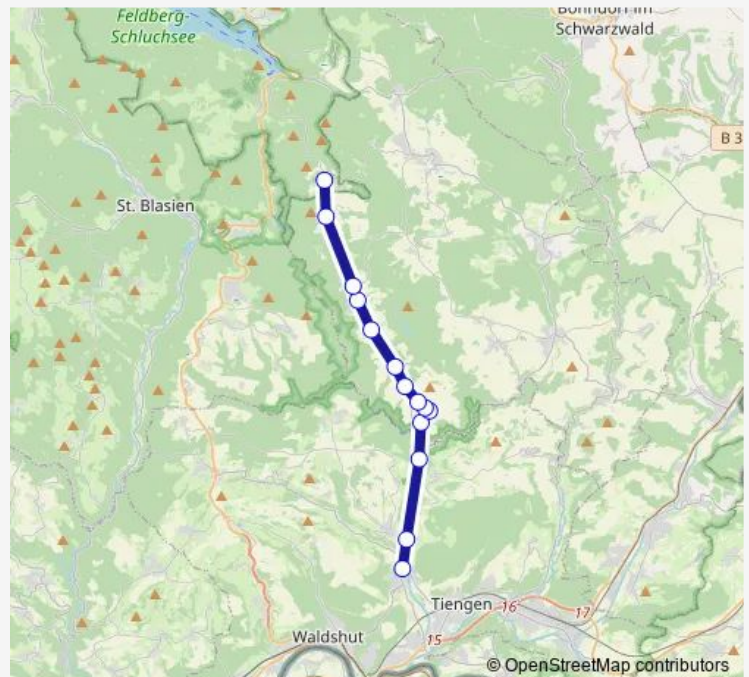 Feldberg-
Schluchsee
Bonndorf im
Schwarzwald
B 3
St. Blasien
Tiengen
16
17
Waldshut
15
© OpenStreetMap contributors